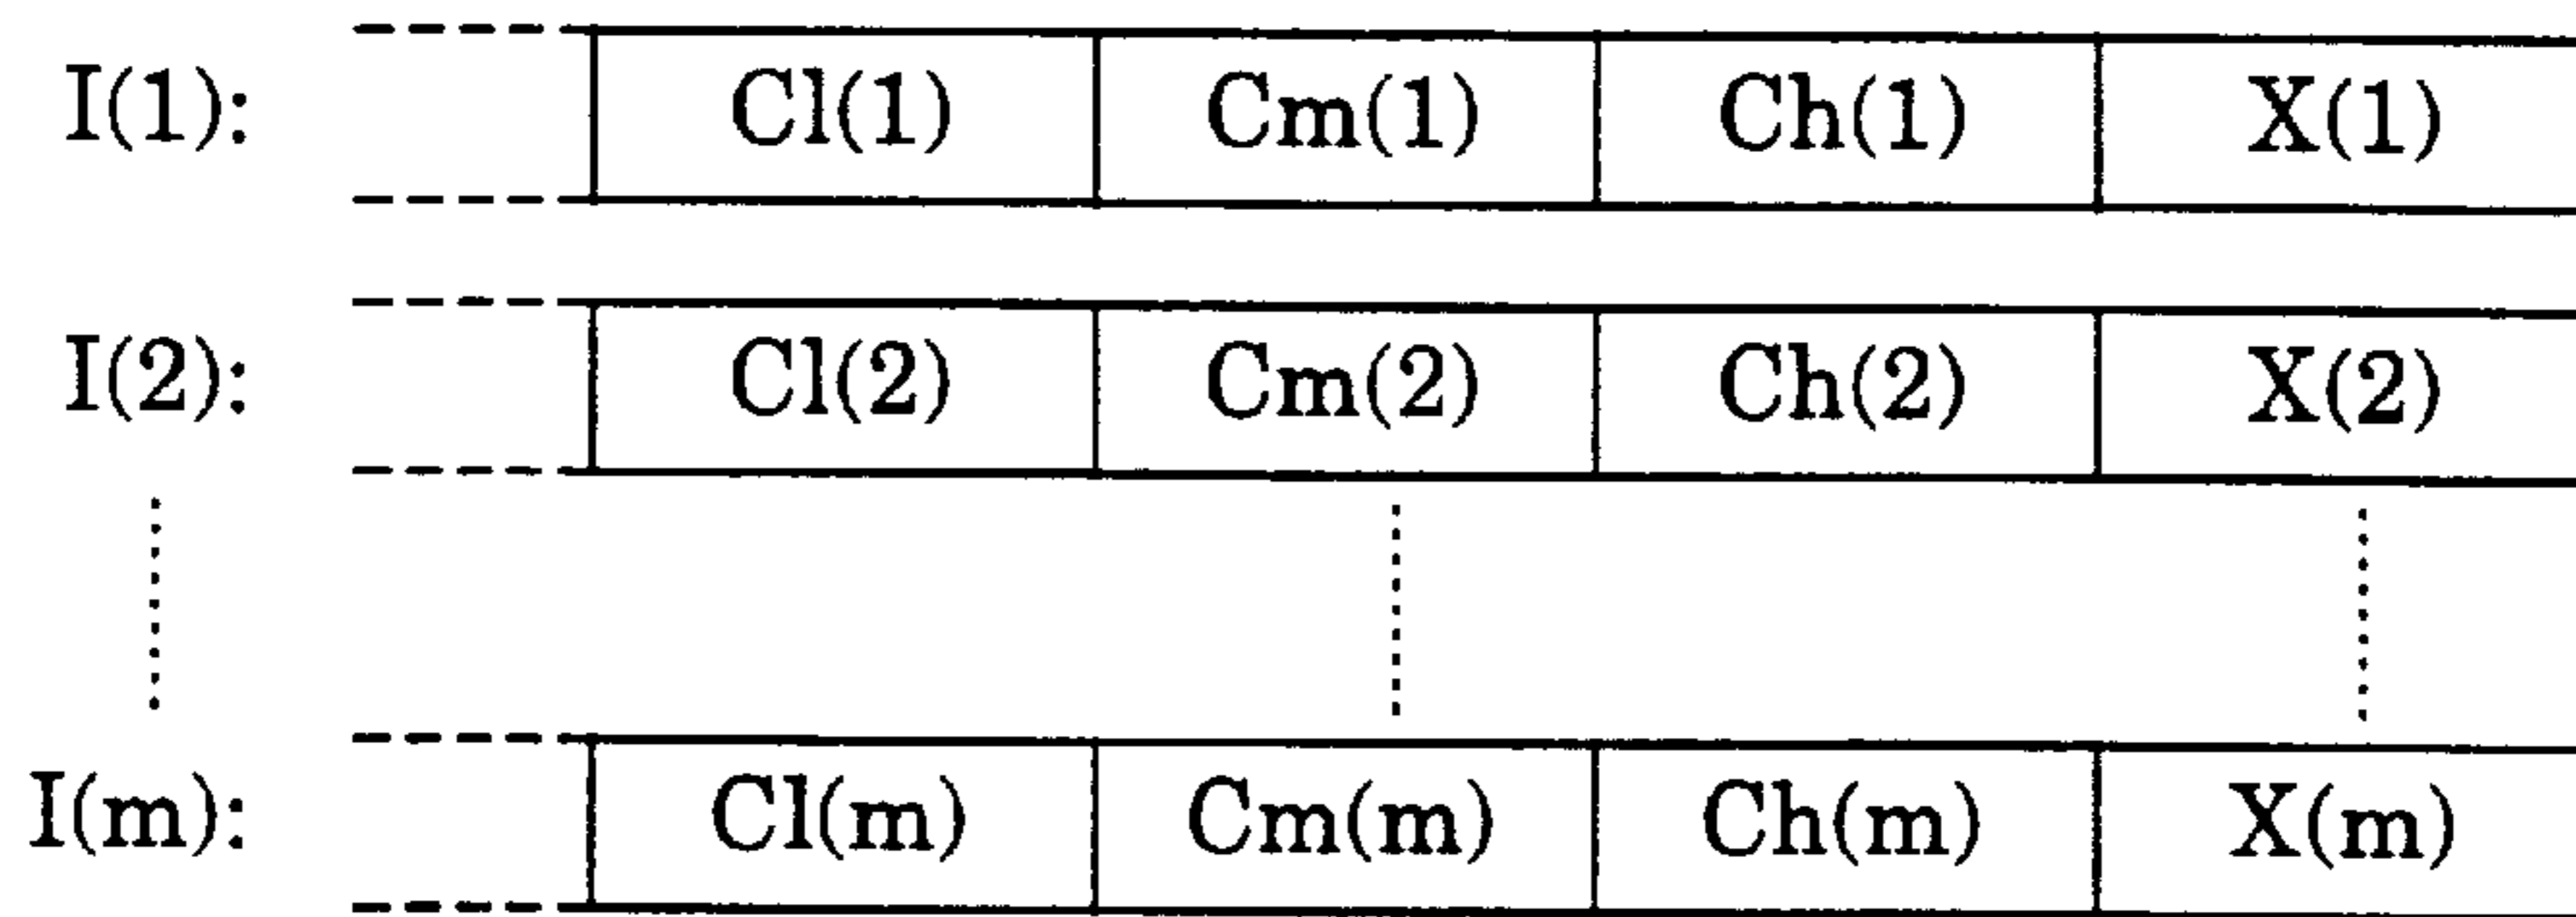 I(1): Cl(1) Cm(1) Ch(1) X(1)
I(2): Cl(2) Cm(2) Ch(2) X(2)
I(m): Cl(m) Cm(m) Ch(m) X(m)